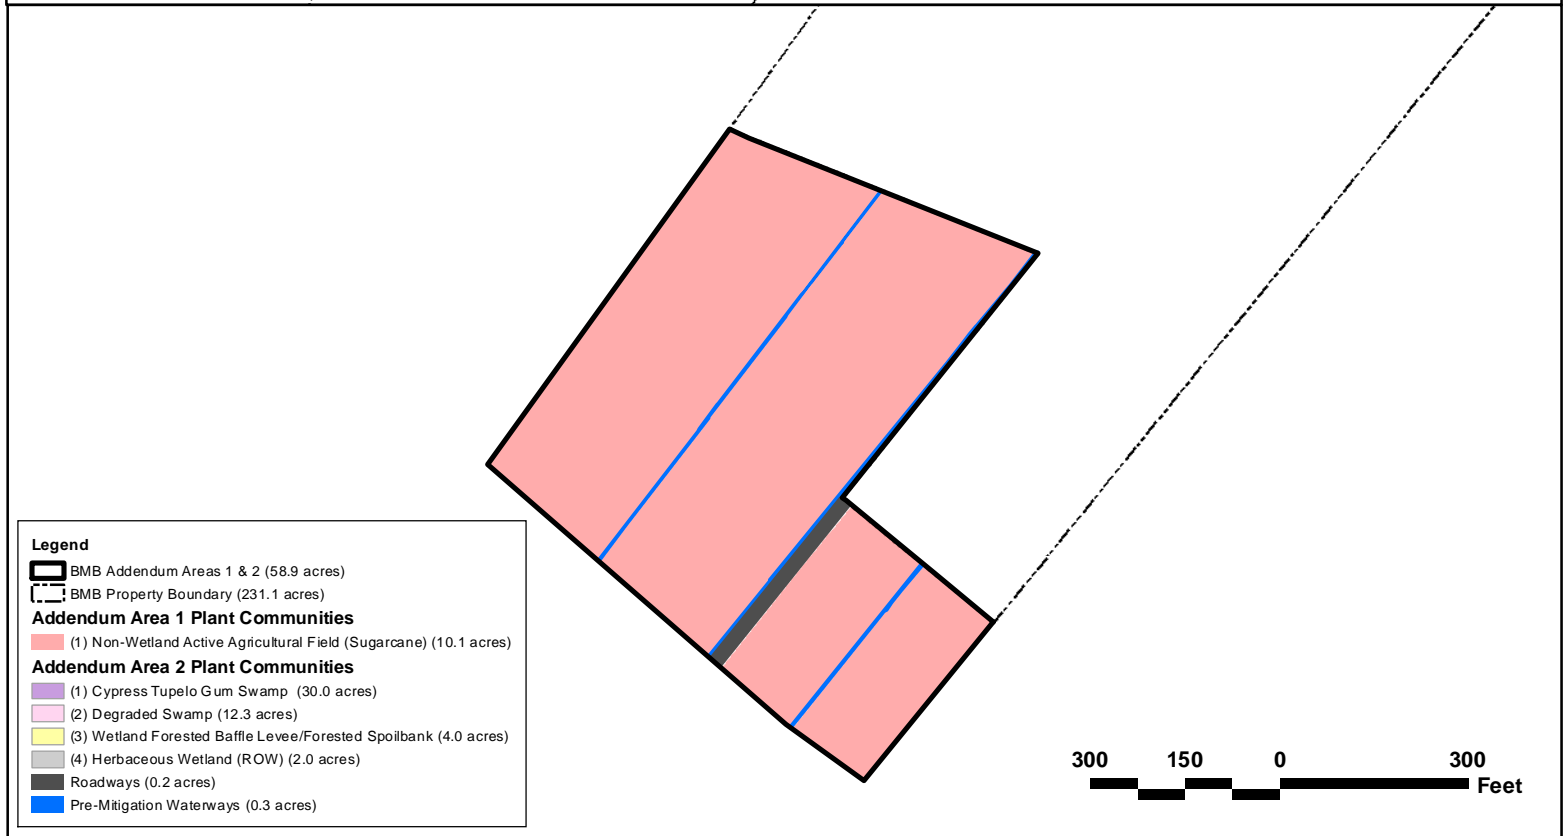 Legend
BMB Addendum Areas 1 & 2 (58.9 acres)
BMB Property Boundary (231.1 acres)
Addendum Area 1 Plant Communities
(1) Non-Wetland Active Agricultural Field (Sugarcane) (10.1 acres)
Addendum Area 2 Plant Communities
(1) Cypress Tupelo Gum Swamp (30.0 acres)
(2) Degraded Swamp (12.3 acres)
(3) Wetland Forested Baffle Levee/Forested Spoilbank (4.0 acres)
(4) Herbaceous Wetland (ROW) (2.0 acres)
Roadways (0.2 acres)
Pre-Mitigation Waterways (0.3 acres)
300 150 0 300
Feet